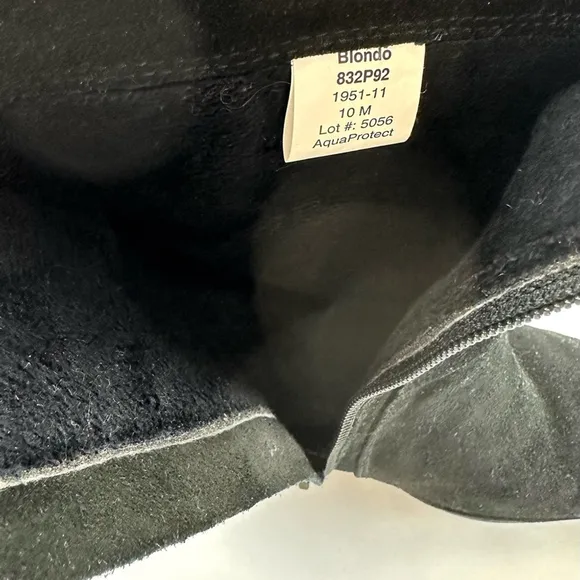 Blondo
832P92
1951-11
10 M
Lot #: 5056
AquaProtect